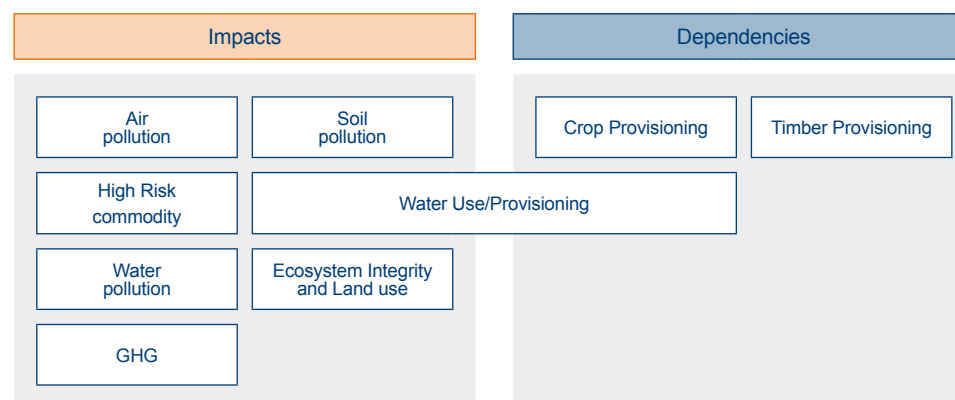 Impacts
Dependencies
Air
pollution
Soil
pollution
Crop Provisioning
Timber Provisioning
High Risk
commodity
Water Use/Provisioning
Water
pollution
Ecosystem Integrity
and Land use
GHG